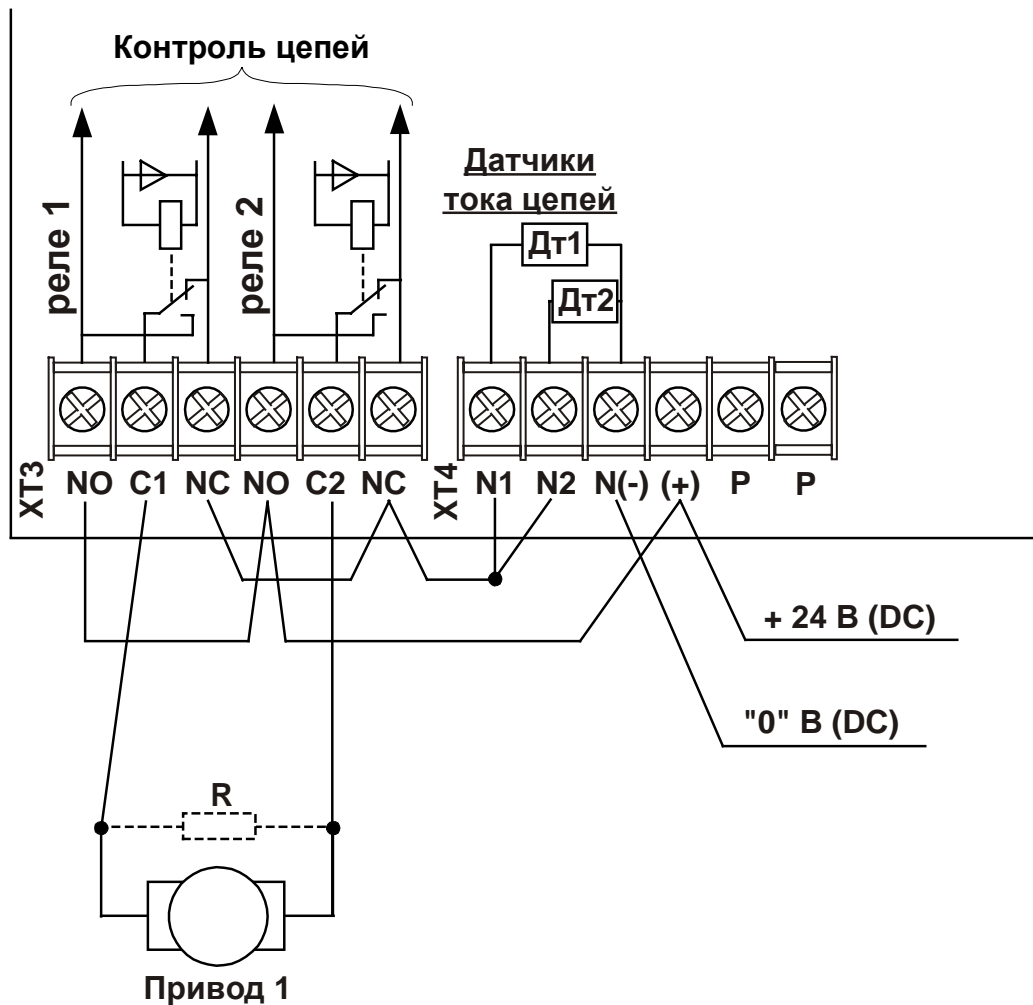 Контроль цепей
реле 1
реле 2
Датчики
тока цепей
Дт1
Дт2
XT3
NO C1 NC NO C2 NC
XT4
N1 N2 N(-) (+) P P
+ 24 В (DC)
"0" В (DC)
R
Привод 1